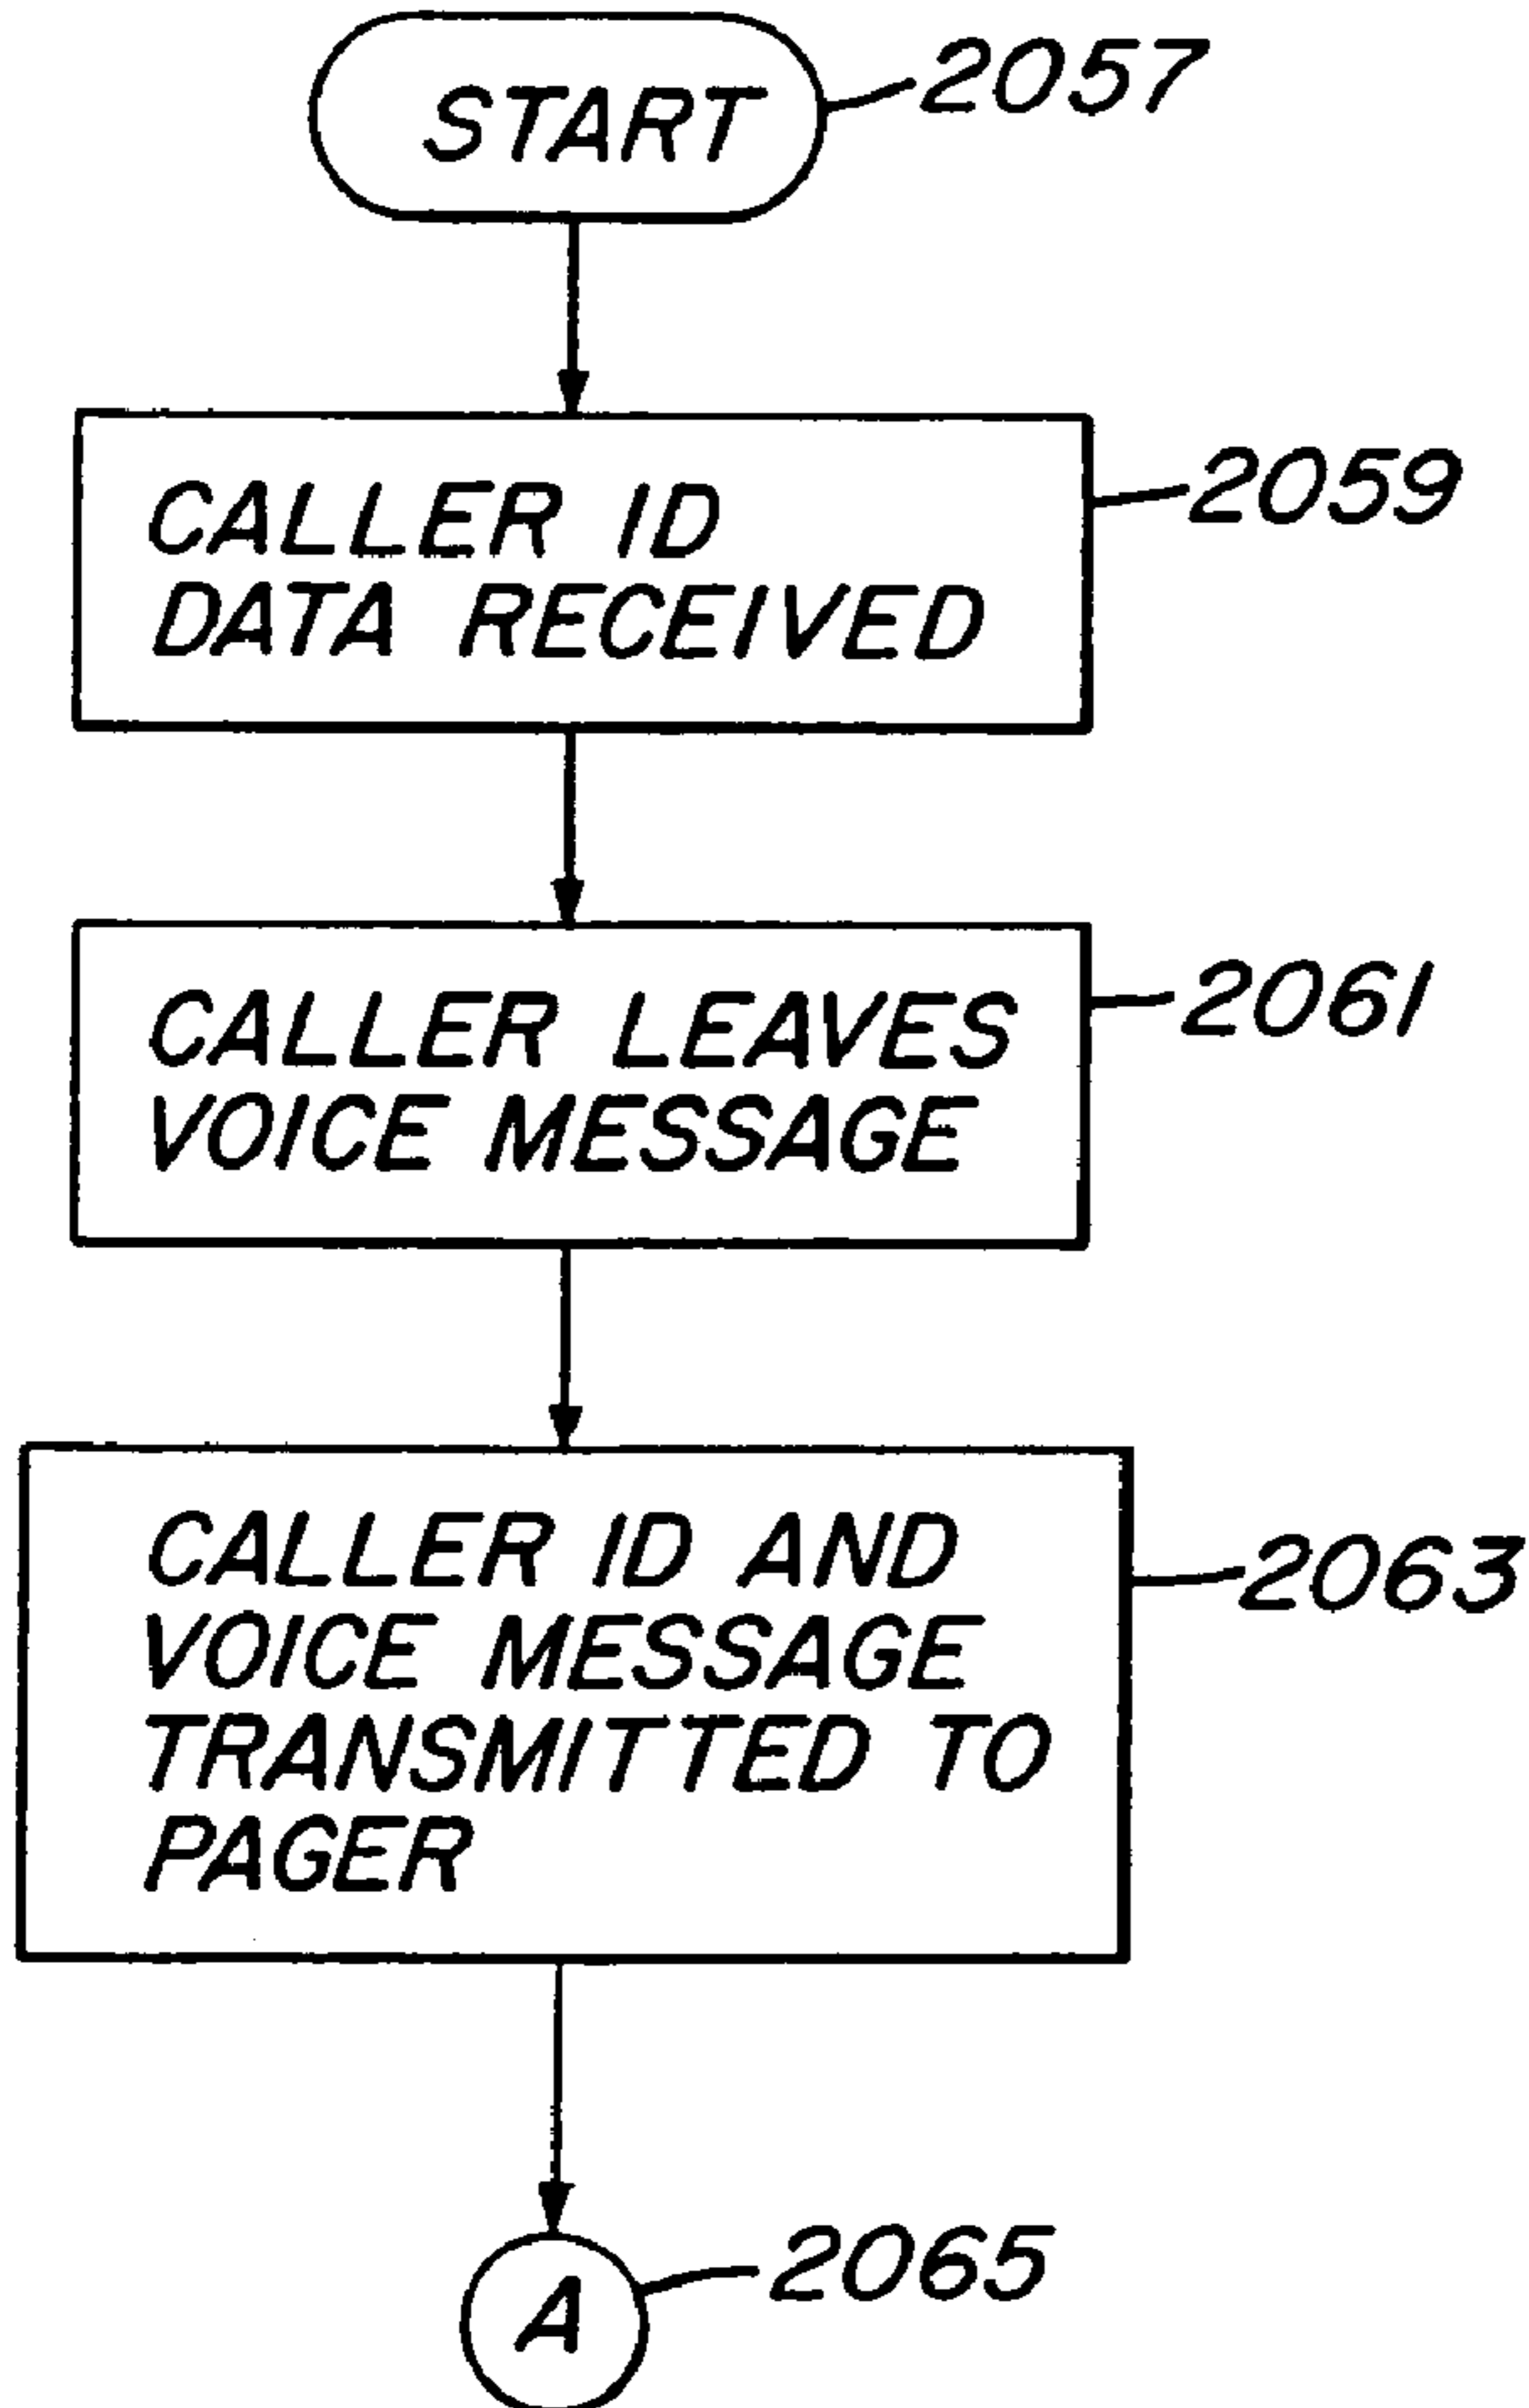 START
2057
CALLER ID
DATA RECEIVED
2059
CALLER LEAVES
VOICE MESSAGE
2061
CALLER ID AND
VOICE MESSAGE
TRANSMITTED TO
PAGER
2063
A
2065